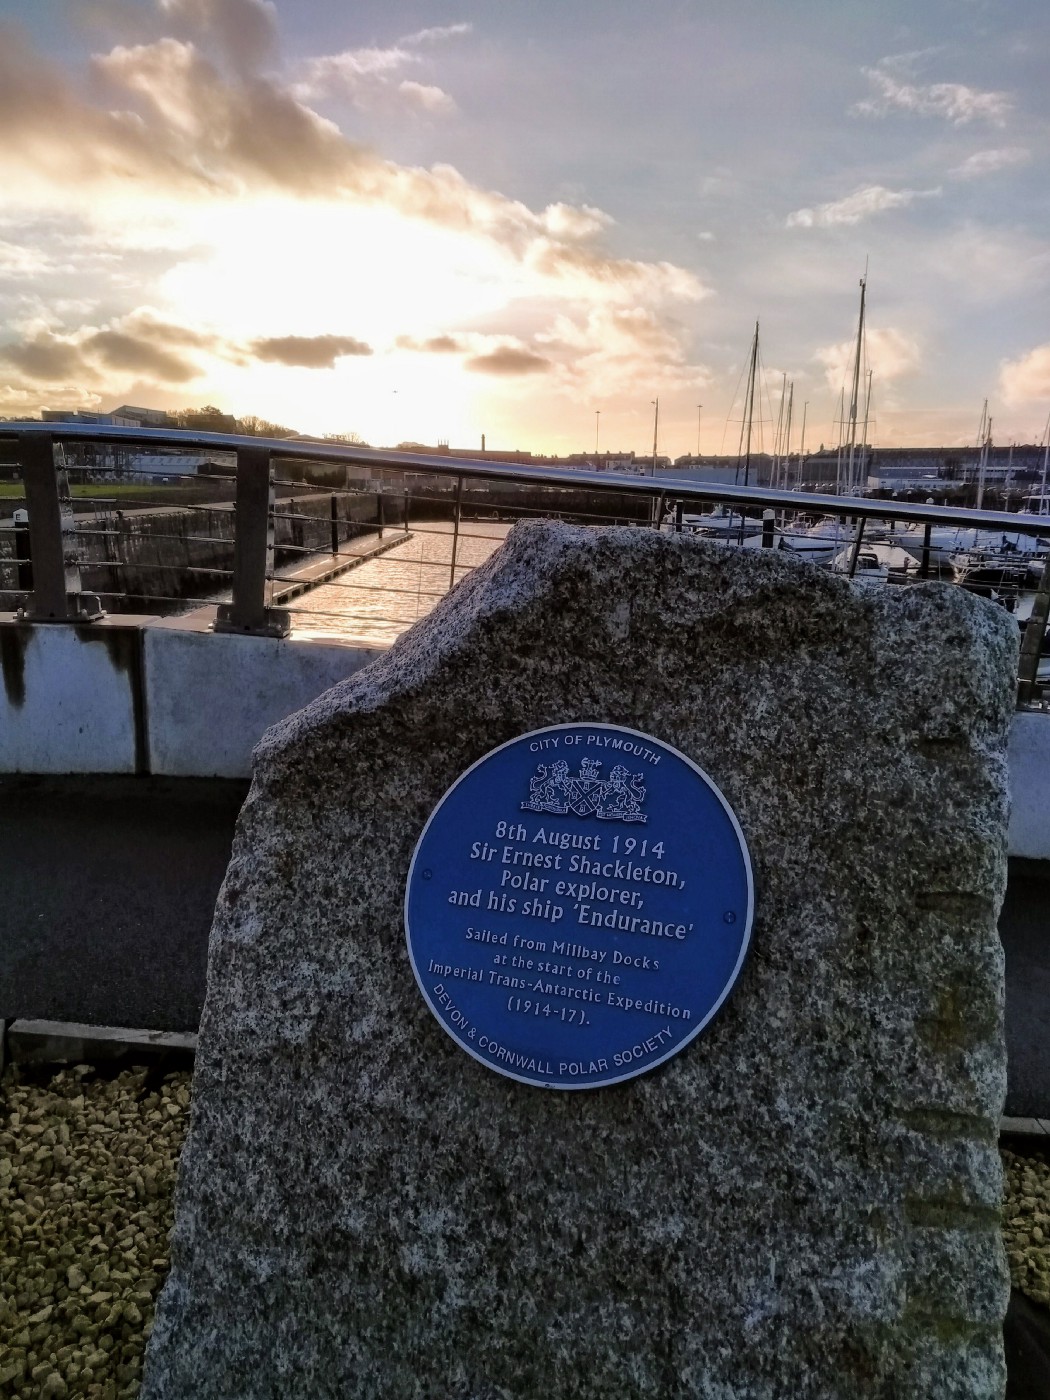 CITY OF PLYMOUTH
8th August 1914
Sir Ernest Shackleton,
Polar explorer,
and his ship 'Endurance'
Sailed from Millbay Docks
at the start of the
Imperial Trans-Antarctic Expedition
(1914-17).
DEVON & CORNWALL POLAR SOCIETY